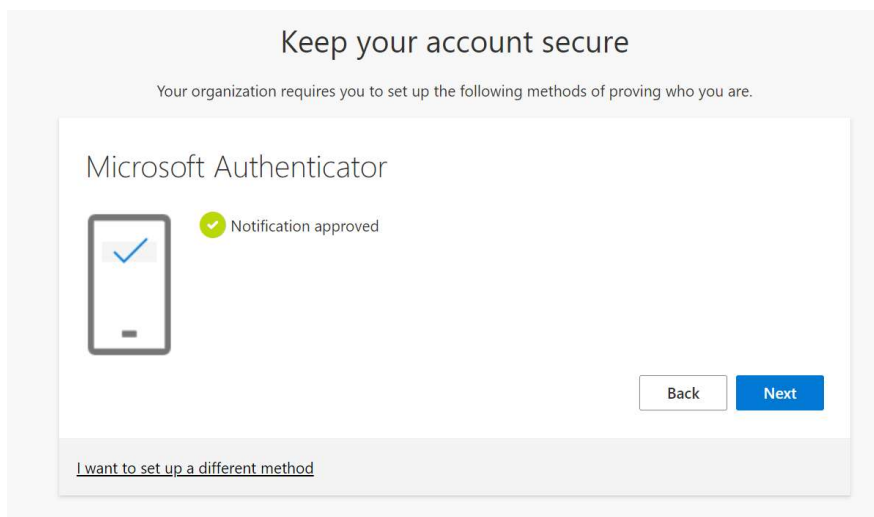 Keep your account secure
Your organization requires you to set up the following methods of proving who you are.
Microsoft Authenticator
Notification approved
Back
Next
I want to set up a different method